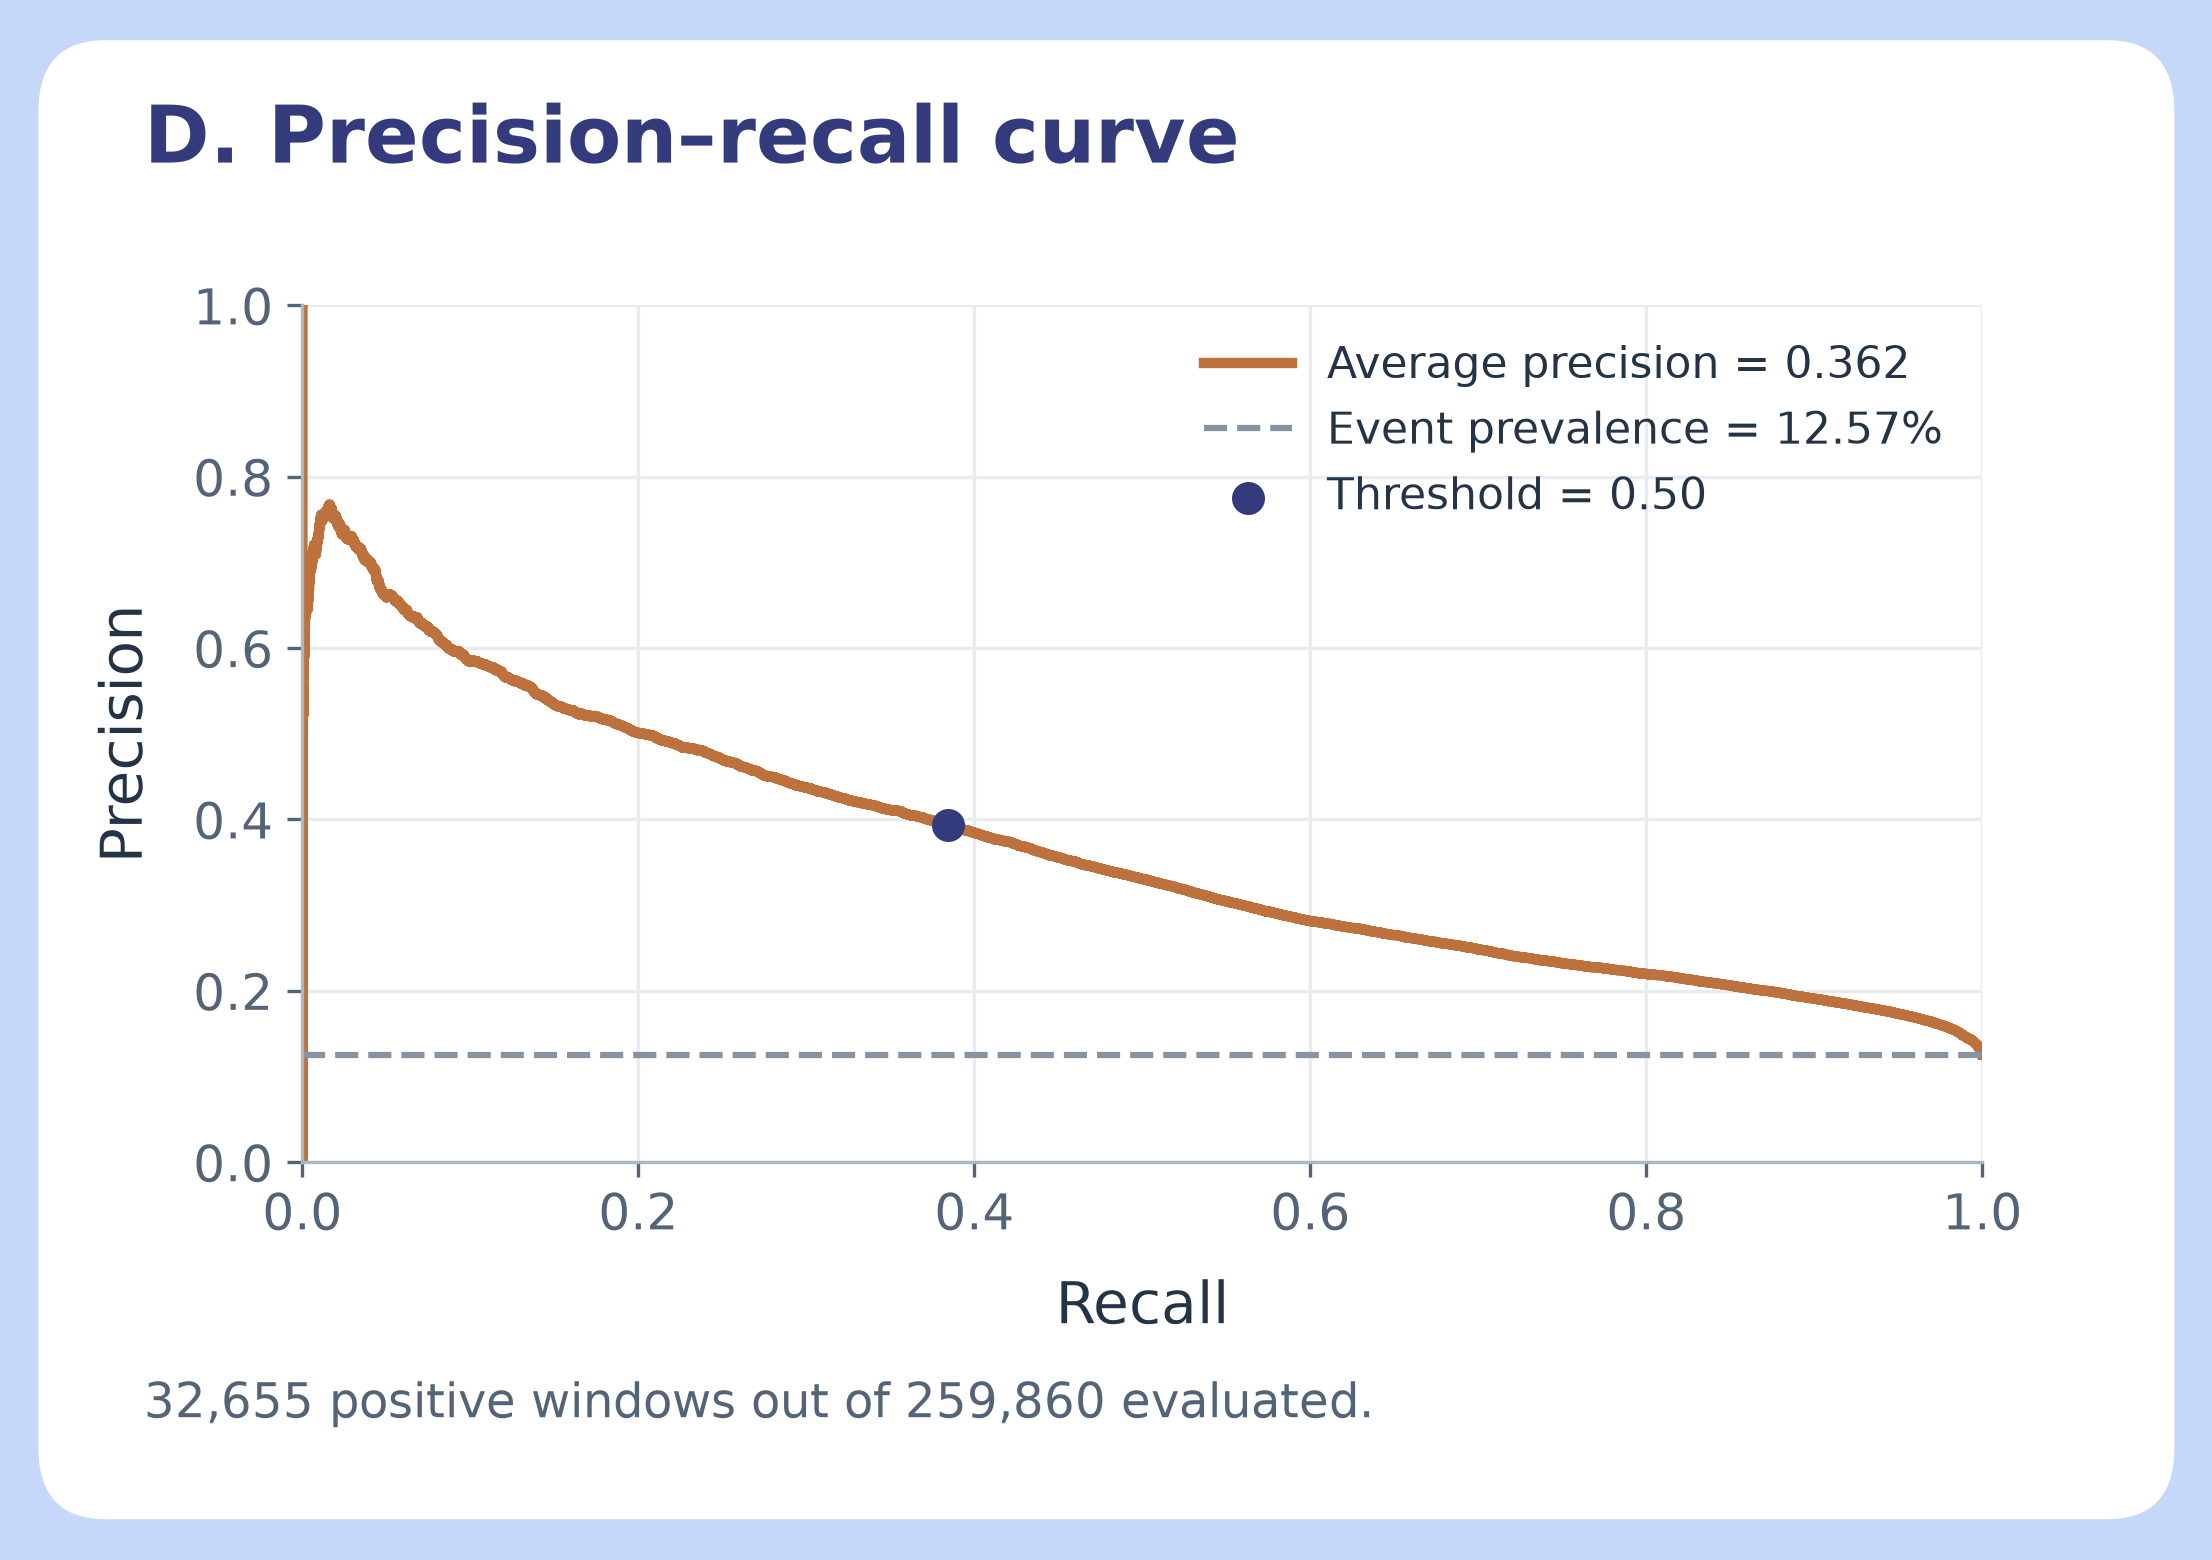 D. Precision–recall curve
1.0
0.8
0.6
0.4
0.2
0.0
Precision
Average precision = 0.362
Event prevalence = 12.57%
Threshold = 0.50
0.0 0.2 0.4 0.6 0.8 1.0
Recall
32,655 positive windows out of 259,860 evaluated.